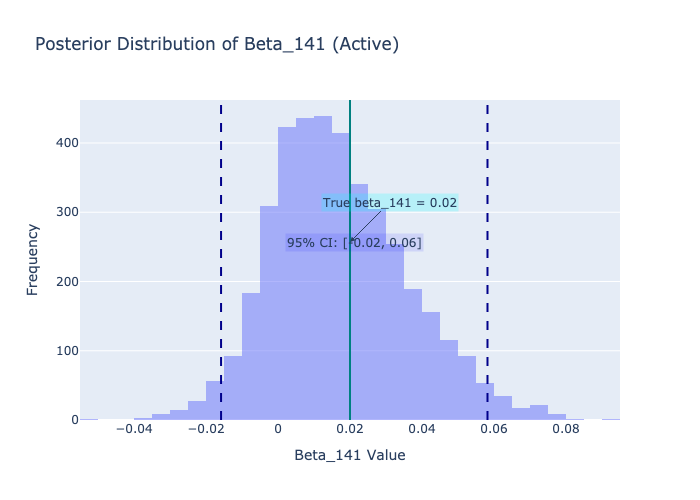 Posterior Distribution of Beta_141 (Active)
400
300
200
100
0
Frequency
True beta_141 = 0.02
95% CI: [-0.02, 0.06]
−0.04
−0.02
0
0.02
0.04
0.06
0.08
Beta_141 Value